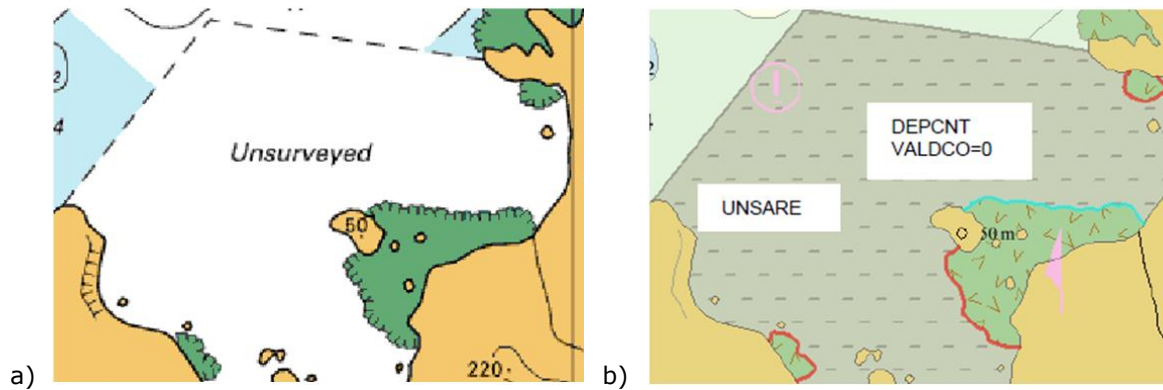 2
4
Unsurveyed
50
220
a)
2
DEPCNT
VALDCO=0
UNSARE
50 m
b)